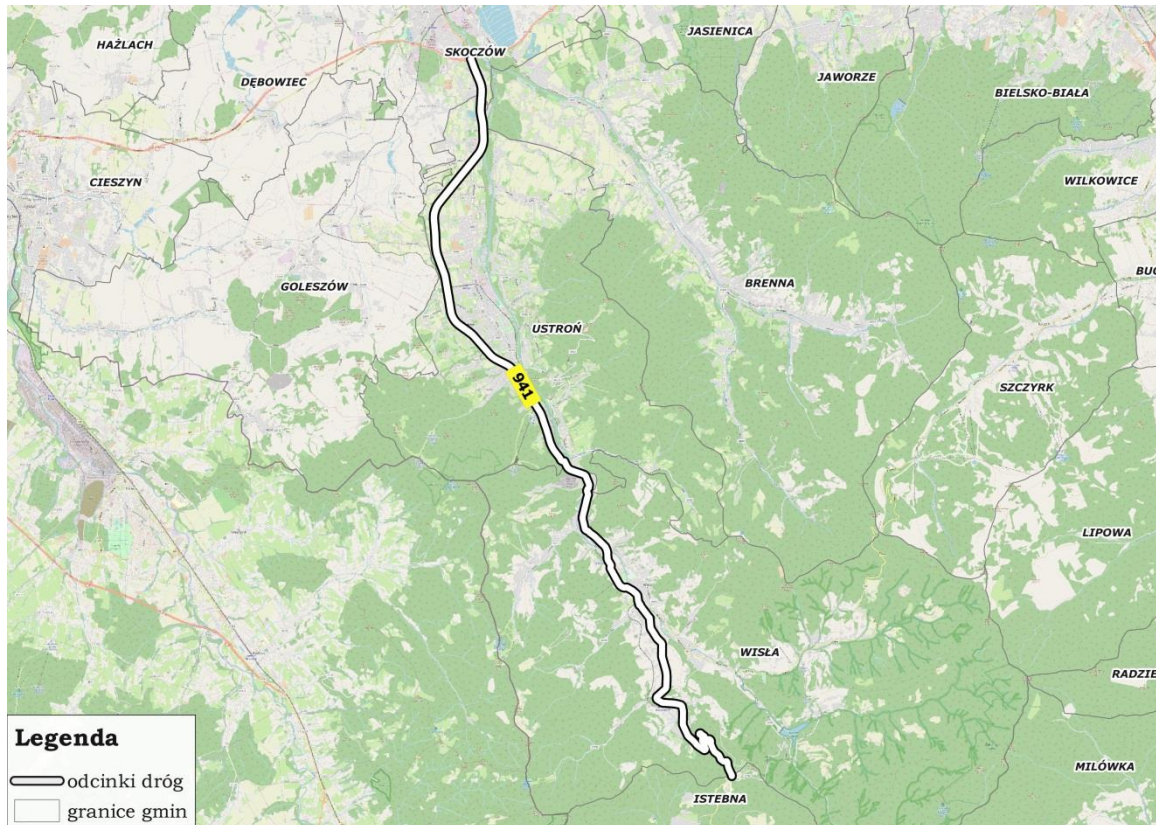 HAŻLACH
SKOCZÓW
JASIENICA
DĘBOWIEC
JAWORZE
BIELSKO-BIAŁA
CIESZYN
WILKOWICE
GOLESZÓW
BRENNA
BUC
USTROŃ
941
SZCZYRK
LIPOWA
WISŁA
RADZIE
MILÓWKA
ISTEBNA
Legenda
odcinki dróg
granice gmin